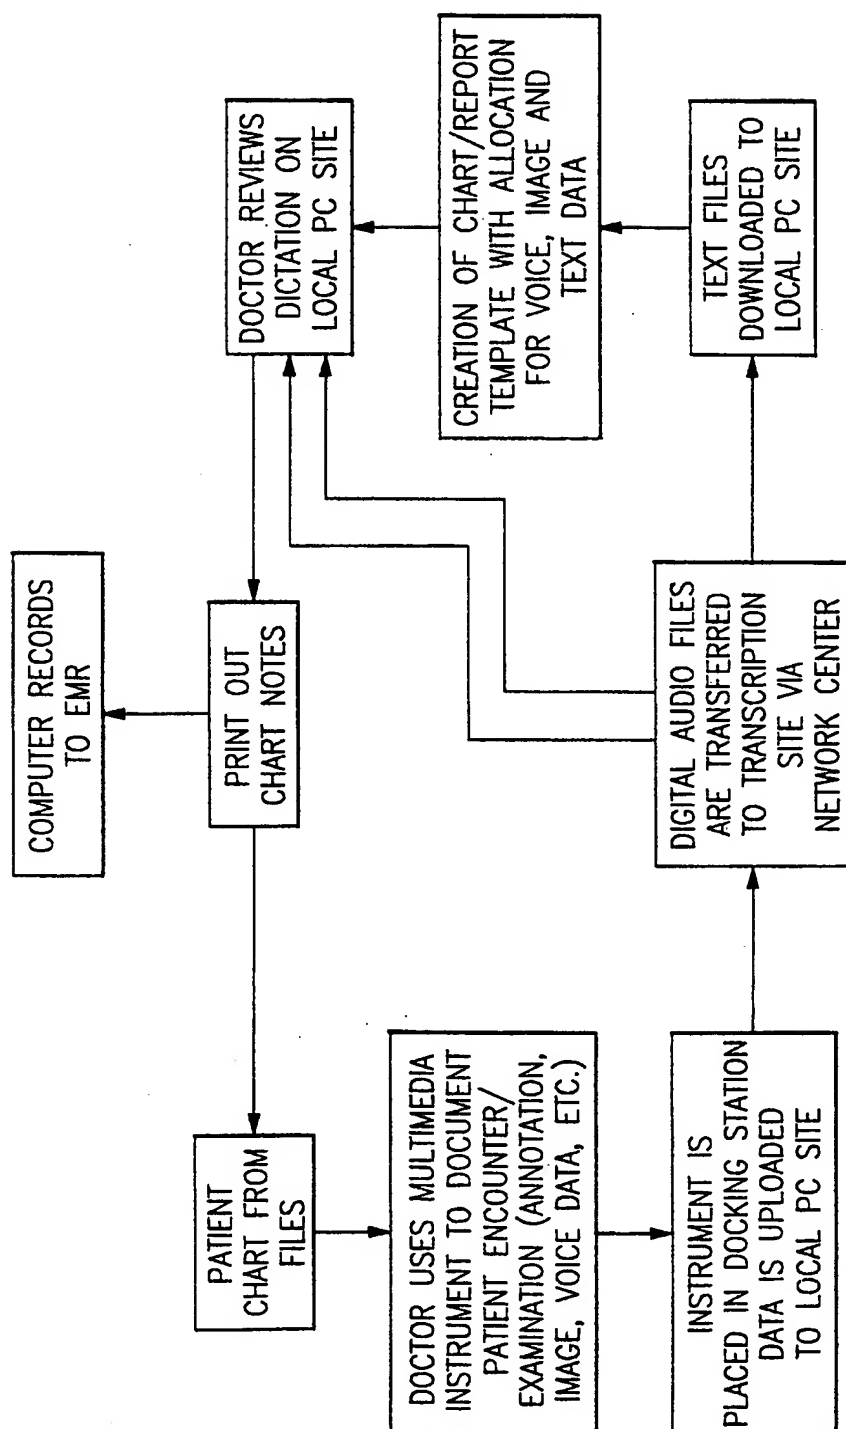 COMPUTER RECORDS
TO EMR
PATIENT
CHART FROM
FILES
PRINT OUT
CHART NOTES
DOCTOR REVIEWS
DICTATION ON
LOCAL PC SITE
DOCTOR USES MULTIMEDIA
INSTRUMENT TO DOCUMENT
PATIENT ENCOUNTER/
EXAMINATION (ANNOTATION,
IMAGE, VOICE DATA, ETC.)
CREATION OF CHART/REPORT
TEMPLATE WITH ALLOCATION
FOR VOICE, IMAGE AND
TEXT DATA
INSTRUMENT IS
PLACED IN DOCKING STATION
DATA IS UPLOADED
TO LOCAL PC SITE
DIGITAL AUDIO FILES
ARE TRANSFERRED
TO TRANSCRIPTION
SITE VIA
NETWORK CENTER
TEXT FILES
DOWNLOADED TO
LOCAL PC SITE